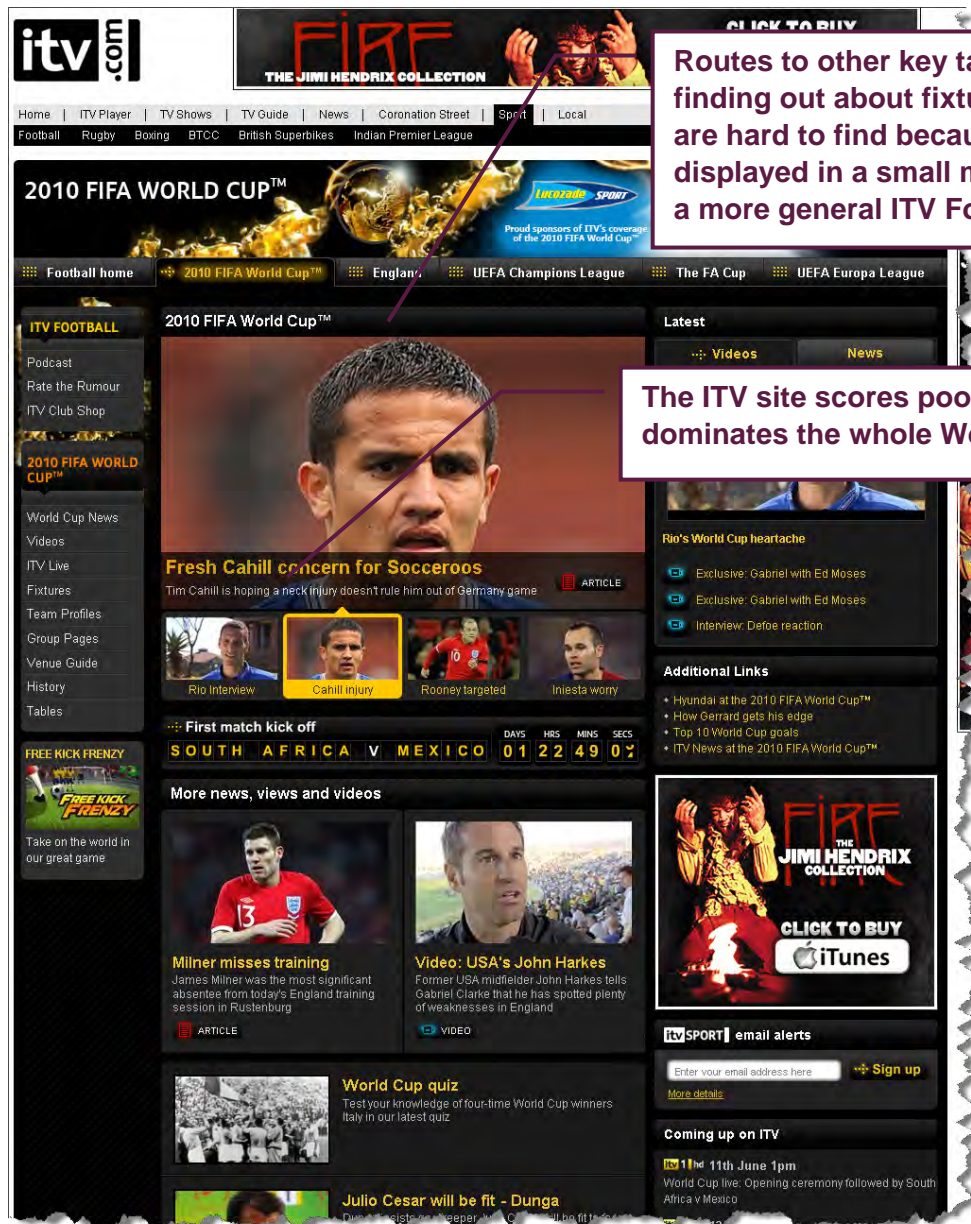 itv.com
FIRE
THE JIMI HENDRIX COLLECTION
CLICK TO BUY
Routes to other key
finding out about
are hard to find
displayed in a small
a more general ITV
Home | ITV Player | TV Shows | TV Guide | News | Coronation Street | Sport | Local
Football Rugby Boxing BTCC British Superbikes Indian Premier League
2010 FIFA WORLD CUP™
LUCOZADE SPORT
Proud sponsors of ITV's coverage
of the 2010 FIFA World Cup™
Football home 2010 FIFA World Cup™ England UEFA Champions League The FA Cup UEFA Europa League
ITV FOOTBALL
Podcast
Rate the Rumour
ITV Club Shop
2010 FIFA WORLD
CUP™
World Cup News
Videos
ITV Live
Fixtures
Team Profiles
Group Pages
Venue Guide
History
Tables
FREE KICK FRENZY
FREE KICK
FRENZY
Take on the world in
our great game
2010 FIFA World Cup™
Fresh Cahill concern for Socceroos
Tim Cahill is hoping a neck injury doesn't rule him out of Germany game
ARTICLE
Rio Interview Cahill injury Rooney targeted Iniesta worry
First match kick off
SOUTH AFRICA V MEXICO
DAYS HRS MINS SECS
01 22 49
More news, views and videos
13
Milner misses training
James Milner was the most significant
absentee from today's England training
session in Rustenburg
ARTICLE
Video: USA's John Harkes
Former USA midfielder John Harkes tells
Gabriel Clarke that he has spotted plenty
of weaknesses in England
VIDEO
World Cup quiz
Test your knowledge of four-time World Cup winners
Italy in our latest quiz
Julio Cesar will be fit - Dunga
Latest
Videos News
The ITV site scores
dominates the whole
Rio's World Cup heartache
Exclusive: Gabriel with Ed Moses
Exclusive: Gabriel with Ed Moses
Interview: Defoe reaction
Additional Links
Hyundai at the 2010 FIFA World Cup™
How Gerrard gets his edge
Top 10 World Cup goals
ITV News at the 2010 FIFA World Cup™
FIRE
THE
JIMI HENDRIX
COLLECTION
CLICK TO BUY
iTunes
itv SPORT email alerts
Enter your email address here
Sign up
More details
Coming up on ITV
itv 1 hd 11th June 1pm
World Cup live: Opening ceremony followed by South
Africa v Mexico